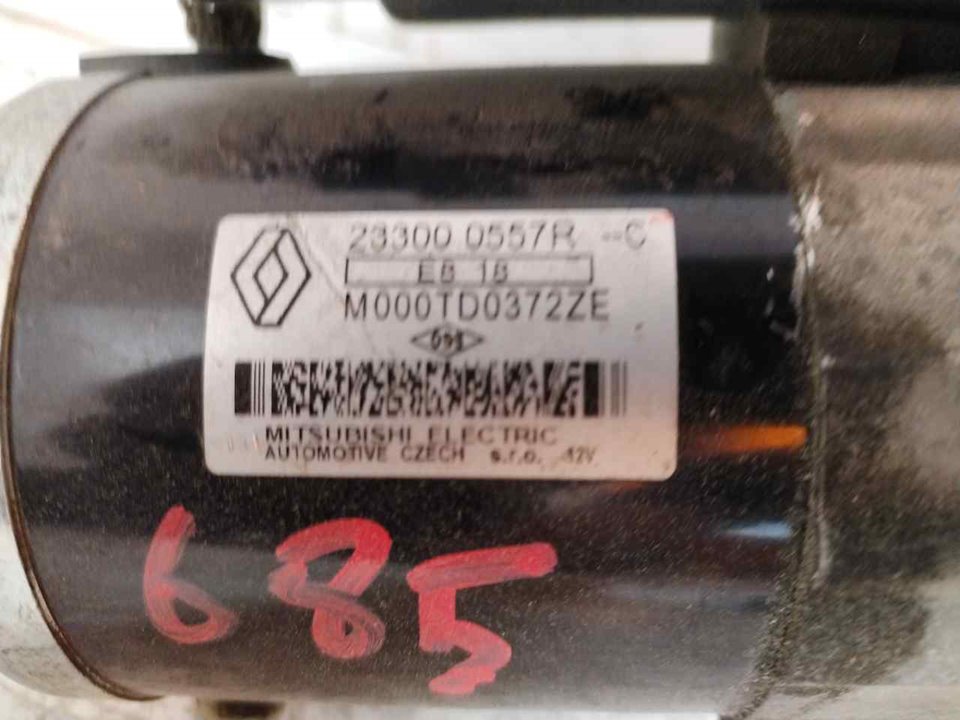 23300 0557R --C
E8 18
M000TD0372ZE
MITSUBISHI ELECTRIC
AUTOMOTIVE CZECH s.r.o. 12V
685